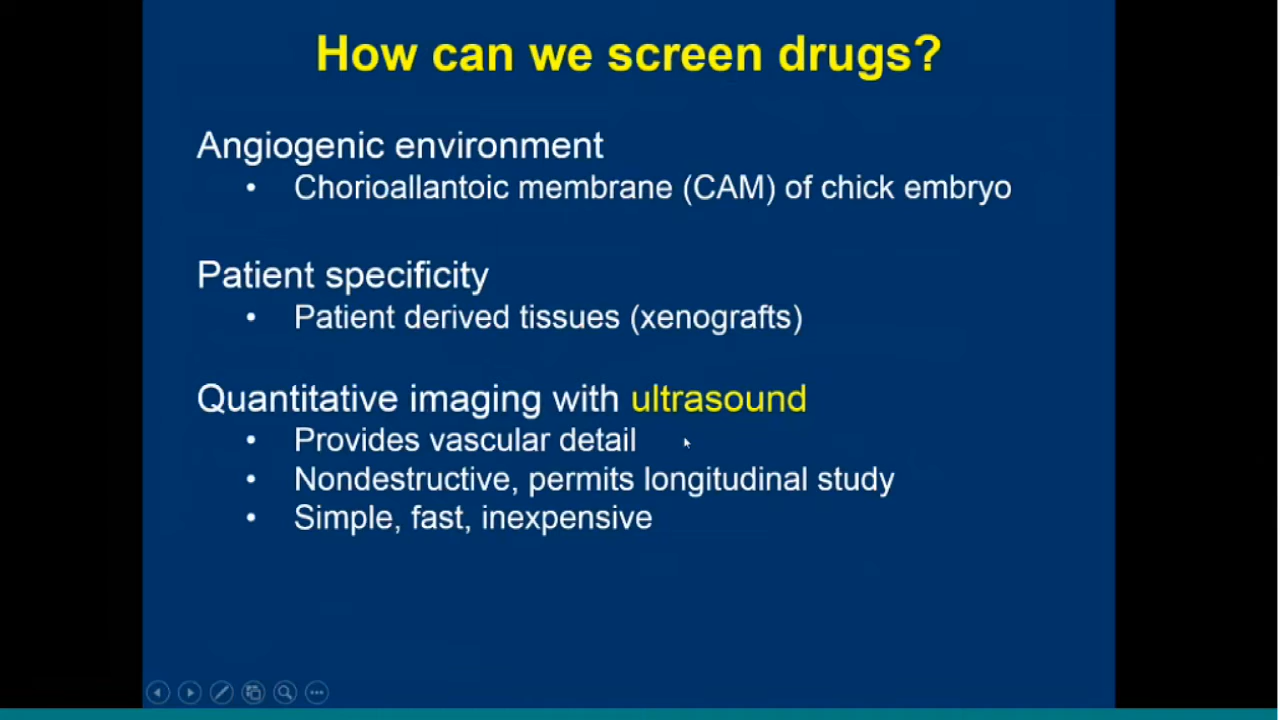 How can we screen drugs?
Angiogenic environment
• Chorioallantoic membrane (CAM) of chick embryo
Patient specificity
• Patient derived tissues (xenografts)
Quantitative imaging with ultrasound
• Provides vascular detail
• Nondestructive, permits longitudinal study
• Simple, fast, inexpensive